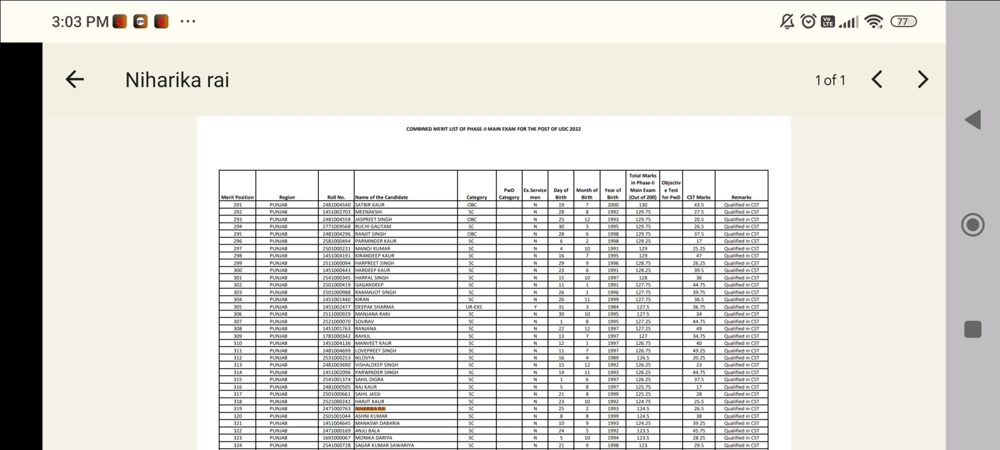 3:03 PM ...
Vo LTE 77
Niharika rai 1 of 1
COMBINED MERIT LIST OF PHASE-II MAIN EXAM FOR THE POST OF UDC 2022
Merit Position Region Roll No. Name of the Candidate Category PwD Category Ex.Service men Day of Birth Month of Birth Year of Birth Total Marks in Phase-II Main Exam (Out of 200) Objectiv e Test for PwD CST Marks Remarks
291 PUNJAB 2481004540 SATBIR KAUR OBC N 19 7 2000 130 43.5 Qualified in CST
292 PUNJAB 1451002703 MEENAKSHI SC N 28 8 1992 129.75 27.5 Qualified in CST
293 PUNJAB 2481004558 JASPREET SINGH OBC N 25 12 1993 129.75 20.5 Qualified in CST
294 PUNJAB 2771009568 RUCHI GAUTAM SC N 30 3 1995 129.75 26.5 Qualified in CST
295 PUNJAB 2481004296 RANJIT SINGH OBC N 28 6 1998 129.75 37.5 Qualified in CST
296 PUNJAB 2581000494 PARMINDER KAUR SC N 6 2 1998 129.25 17 Qualified in CST
297 PUNJAB 2501000231 MANOJ KUMAR SC N 4 10 1991 129 25.25 Qualified in CST
298 PUNJAB 1451004191 KIRANDEEP KAUR SC N 16 7 1995 129 47 Qualified in CST
299 PUNJAB 2511000094 HARPREET SINGH SC N 29 9 1996 128.75 26.25 Qualified in CST
300 PUNJAB 1451000443 HARDEEP KAUR SC N 23 6 1991 128.25 39.5 Qualified in CST
301 PUNJAB 2541000345 HARPAL SINGH SC N 15 10 1997 128 36 Qualified in CST
302 PUNJAB 2501000419 GAGANDEEP SC N 11 1 1991 127.75 44.75 Qualified in CST
303 PUNJAB 2501000988 RAMANJOT SINGH SC N 26 1 1996 127.75 39.75 Qualified in CST
304 PUNJAB 1451001440 KIRAN SC N 26 11 1999 127.75 36.5 Qualified in CST
305 PUNJAB 1451002477 DEEPAK SHARMA UR-EXS Y 31 3 1984 127.5 36.75 Qualified in CST
306 PUNJAB 2511000929 MANJANA RANI SC N 30 10 1995 127.5 34 Qualified in CST
307 PUNJAB 2521000070 SOURAV SC N 1 8 1995 127.25 44.75 Qualified in CST
308 PUNJAB 1451001763 RANJANA SC N 22 12 1997 127.25 49 Qualified in CST
309 PUNJAB 1781000342 RAHUL SC N 13 7 1997 127 34.75 Qualified in CST
310 PUNJAB 1451004136 MANVEET KAUR SC N 12 1 1997 126.75 40 Qualified in CST
311 PUNJAB 2481004699 LOVEPREET SINGH SC N 11 7 1997 126.75 49.25 Qualified in CST
312 PUNJAB 2531000253 IKLOVYA SC N 16 4 1989 126.5 20.25 Qualified in CST
313 PUNJAB 2481003690 VISHALDEEP SINGH SC N 15 12 1992 126.25 23 Qualified in CST
314 PUNJAB 1451002096 PARWINDER SINGH SC N 14 11 1993 126.25 44.75 Qualified in CST
315 PUNJAB 2541001374 SAHIL DIGRA SC N 1 6 1997 126.25 37.5 Qualified in CST
316 PUNJAB 2481000505 RAJ KAUR SC N 5 8 1997 125.75 17 Qualified in CST
317 PUNJAB 2501000661 SAHIL JASSI SC N 21 8 1999 125.25 28 Qualified in CST
318 PUNJAB 2521000242 HARJIT KAUR SC N 23 10 1992 124.75 25.5 Qualified in CST
319 PUNJAB 2471000763 NIHARIKA RAI SC N 25 2 1993 124.5 26.5 Qualified in CST
320 PUNJAB 2501001044 ASHNI KUMAR SC N 8 8 1999 124.5 38 Qualified in CST
321 PUNJAB 1451004645 MANASWI DABARIA SC N 10 9 1993 124.25 39.25 Qualified in CST
322 PUNJAB 2471000169 ANJU BALA SC N 24 5 1992 123.5 45.75 Qualified in CST
323 PUNJAB 1691000067 MONIKA DARIYA SC N 5 10 1994 123.5 28.25 Qualified in CST
324 PUNJAB 2541000728 SAGAR KUMAR SAWARIYA SC N 21 9 1998 123 29.5 Qualified in CST